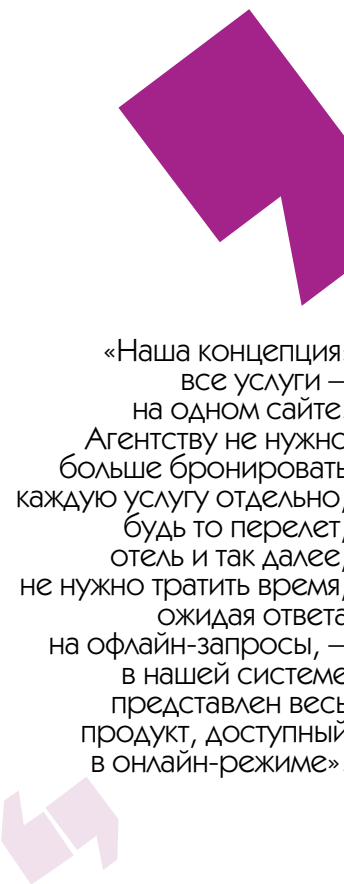 «Наша концепция:
все услуги –
на одном сайте.
Агентству не нужно
больше бронировать
каждую услугу отдельно,
будь то перелет,
отель и так далее,
не нужно тратить время,
ожидая ответа
на офлайн-запросы, –
в нашей системе
представлен весь
продукт, доступный
в онлайн-режиме».